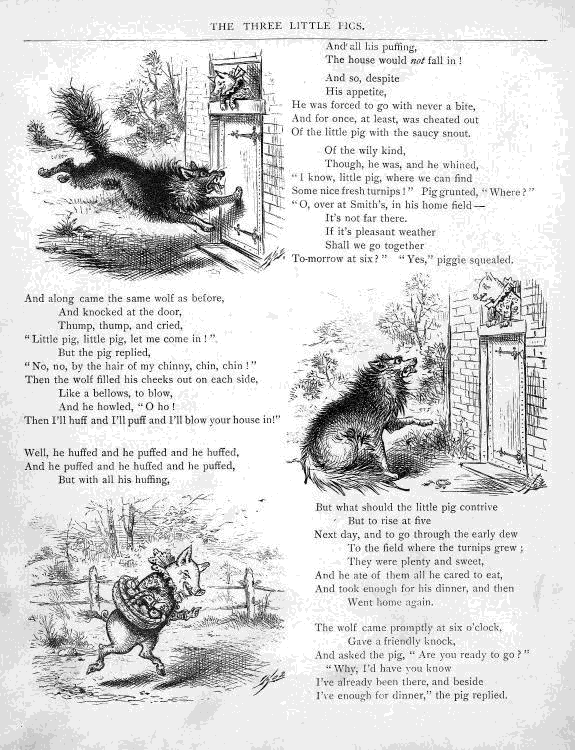 THE THREE LITTLE PIGS.
And along came the same wolf as before,
And knocked at the door,
Thump, thump, and cried,
"Little pig, little pig, let me come in!"
But the pig replied,
"No, no, by the hair of my chinny, chin, chin!"
Then the wolf filled his cheeks out on each side,
Like a bellows, to blow,
And he howled, "O ho!
Then I'll huff and I'll puff and I'll blow your house in!"
Well, he huffed and he puffed and he huffed,
And he puffed and he huffed and he puffed,
But with all his huffing,
And all his puffing,
The house would not fall in!
And so, despite
His appetite,
He was forced to go with never a bite,
And for once, at least, was cheated out
Of the little pig with the saucy snout.
Of the wily kind,
Though, he was, and he whined,
"I know, little pig, where we can find
Some nice fresh turnips!" Pig grunted, "Where?"
"O, over at Smith's, in his home field—
It's not far there.
If it's pleasant weather
Shall we go together
To-morrow at six?" "Yes," piggie squealed.
But what should the little pig contrive
But to rise at five
Next day, and to go through the early dew
To the field where the turnips grew;
They were plenty and sweet,
And he ate of them all he cared to eat,
And took enough for his dinner, and then
Went home again.
The wolf came promptly at six o'clock,
Gave a friendly knock,
And asked the pig, "Are you ready to go?"
"Why, I'd have you know
I've already been there, and beside
I've enough for dinner," the pig replied.